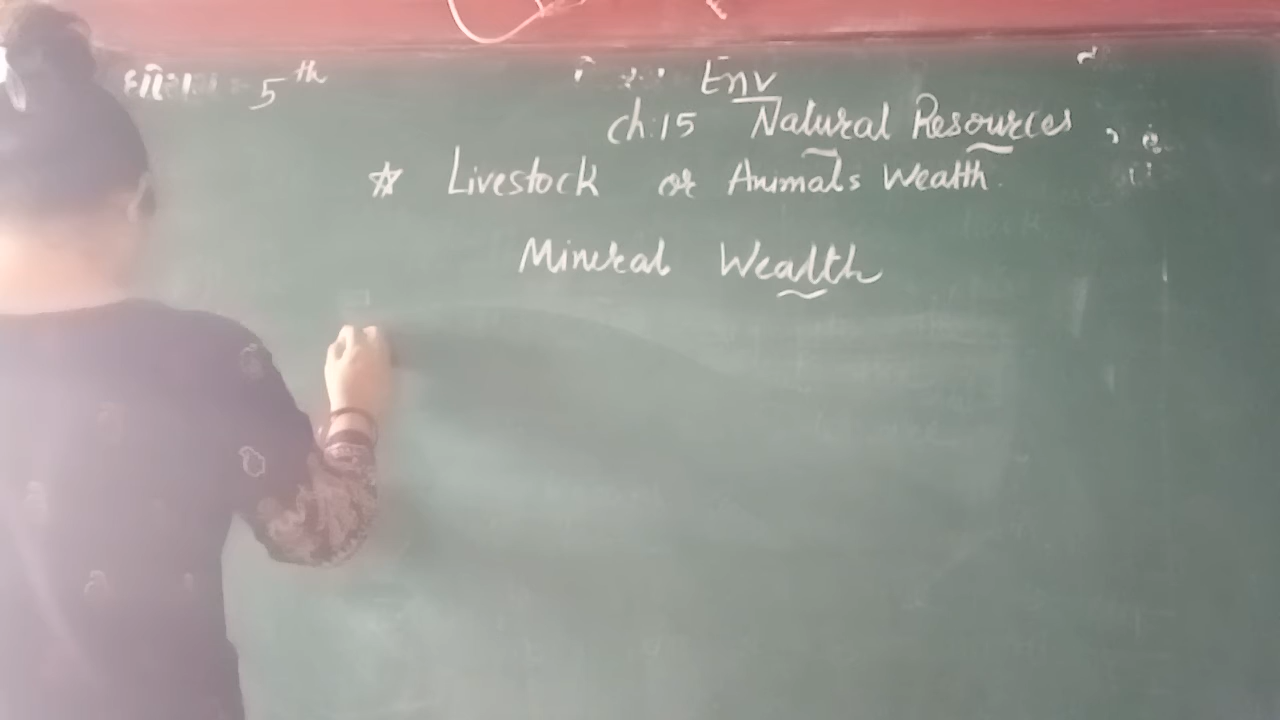 5th
Env
ch:15 Natural Resources
☆ Livestock or Animals Wealth.
Mineral Wealth